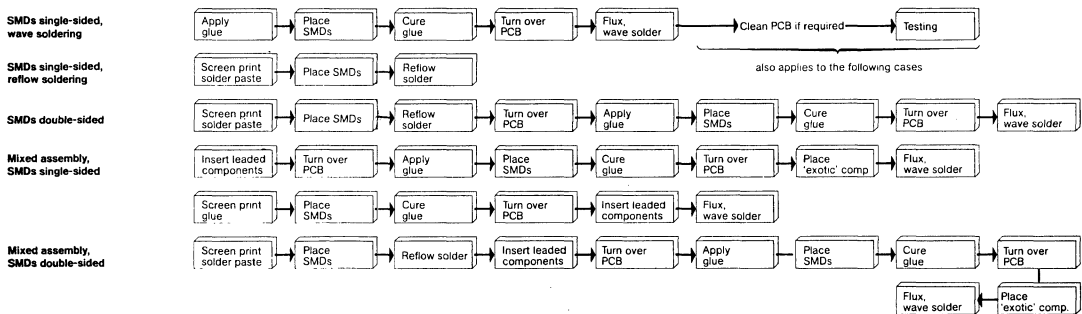 SMDs single-sided,
wave soldering
Apply
glue
Place
SMDs
Cure
glue
Turn over
PCB
Flux,
wave solder
Clean PCB if required
Testing
also applies to the following cases
SMDs single-sided,
reflow soldering
Screen print
solder paste
Place SMDs
Reflow
solder
SMDs double-sided
Screen print
solder paste
Place SMDs
Reflow
solder
Turn over
PCB
Apply
glue
Place
SMDs
Cure
glue
Turn over
PCB
Flux,
wave solder
Mixed assembly,
SMDs single-sided
Insert leaded
components
Turn over
PCB
Apply
glue
Place
SMDs
Cure
glue
Turn over
PCB
Place
'exotic' comp
Flux,
wave solder
Screen print
glue
Place
SMDs
Cure
glue
Turn over
PCB
Insert leaded
components
Flux,
wave solder
Mixed assembly,
SMDs double-sided
Screen print
solder paste
Place
SMDs
Reflow solder
Insert leaded
components
Turn over
PCB
Apply
glue
Place
SMDs
Cure
glue
Turn over
PCB
Flux,
wave solder
Place
'exotic' comp.